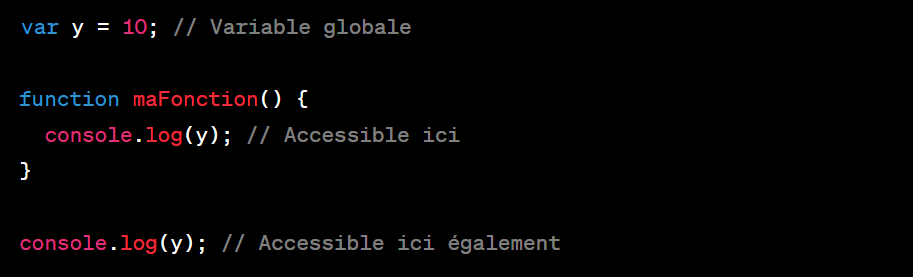 var y = 10; // Variable globale
function maFonction() {
console.log(y); // Accessible ici
}
console.log(y); // Accessible ici également